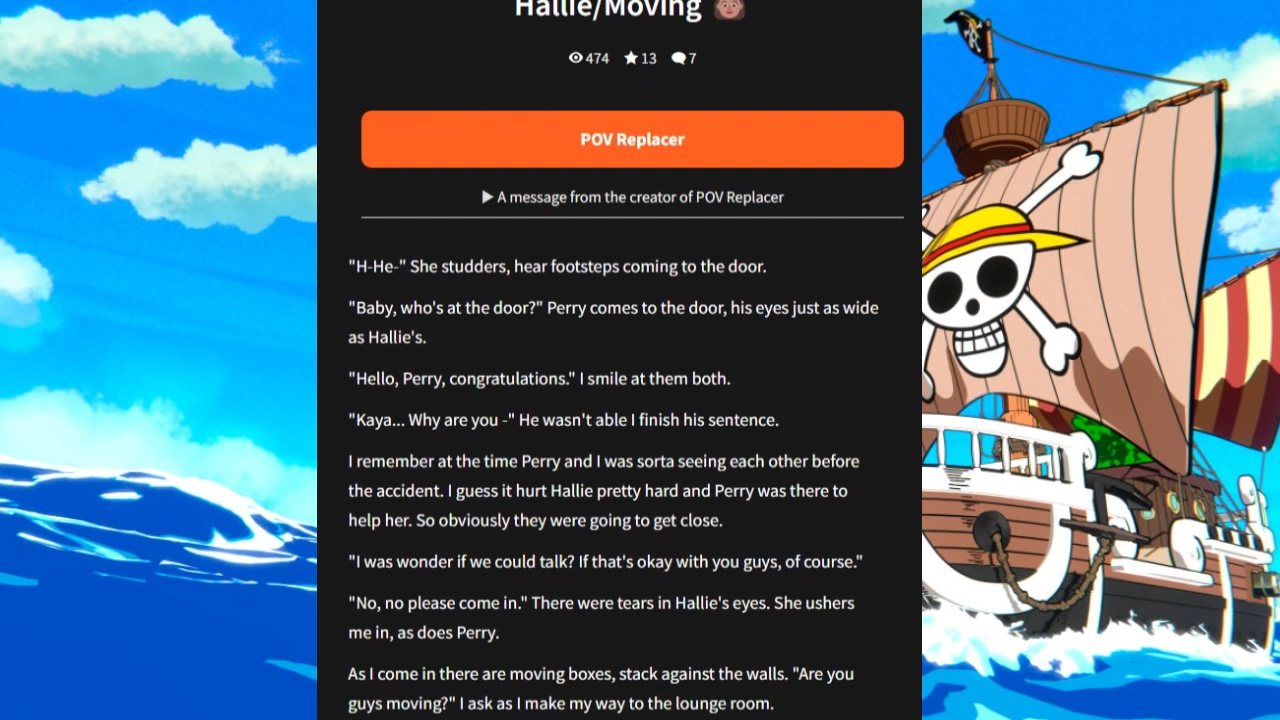 Hallie/Moving
474 13 7
POV Replacer
▶ A message from the creator of POV Replacer
"H-He-" She studders, hear footsteps coming to the door.
"Baby, who's at the door?" Perry comes to the door, his eyes just as wide
as Hallie's.
"Hello, Perry, congratulations." I smile at them both.
"Kaya... Why are you -" He wasn't able I finish his sentence.
I remember at the time Perry and I was sorta seeing each other before
the accident. I guess it hurt Hallie pretty hard and Perry was there to
help her. So obviously they were going to get close.
"I was wonder if we could talk? If that's okay with you guys, of course."
"No, no please come in." There were tears in Hallie's eyes. She ushers
me in, as does Perry.
As I come in there are moving boxes, stack against the walls. "Are you
guys moving?" I ask as I make my way to the lounge room.